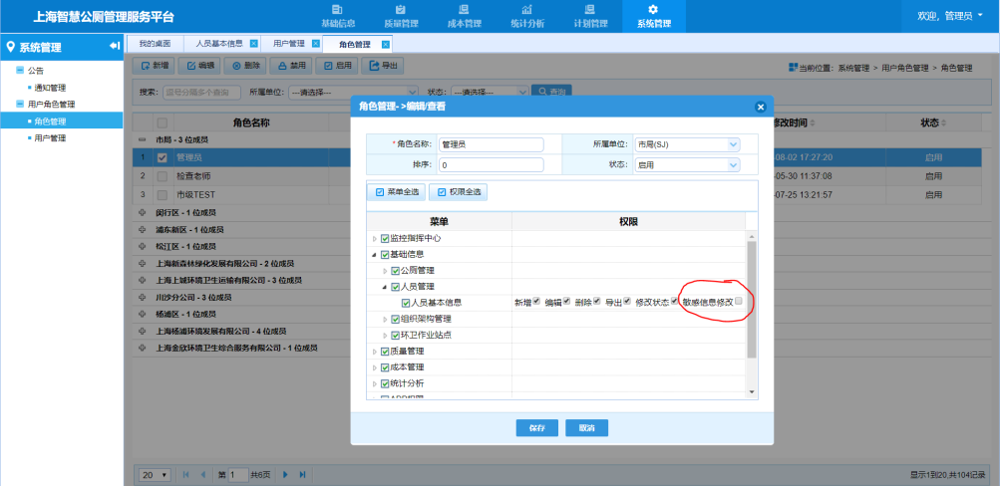 上海智慧公厕管理服务平台
基础信息 质量管理 成本管理 统计分析 计划管理 系统管理
欢迎, 管理员
系统管理
我的桌面 人员基本信息 用户管理 角色管理
公告
通知管理
用户角色管理
角色管理
用户管理
新增 编辑 删除 禁用 启用 导出
当前位置: 系统管理 > 用户角色管理 > 角色管理
搜索: 逗号分隔多个查询 所属单位: ---请选择--- 状态: ---请选择--- 查询
角色名称 修改时间 状态
市局 - 3 位成员
1 管理员 -08-02 17:27:20 启用
2 检查老师 -05-30 11:37:08 启用
3 市级TEST -07-25 13:21:57 启用
闵行区 - 1 位成员
浦东新区 - 1 位成员
松江区 - 1 位成员
上海新森林绿化发展有限公司 - 2 位成员
上海上城环境卫生运输有限公司 - 3 位成员
川沙分公司 - 3 位成员
杨浦区 - 1 位成员
上海杨浦环境发展有限公司 - 4 位成员
上海金欣环境卫生综合服务有限公司 - 1 位成员
角色管理->编辑/查看
* 角色名称: 管理员 所属单位: 市局(SJ)
排序: 0 状态: 启用
菜单全选 权限全选
菜单 权限
监控指挥中心
基础信息
公厕管理
人员管理
人员基本信息 新增 编辑 删除 导出 修改状态 敏感信息修改
组织架构管理
环卫作业站点
质量管理
成本管理
统计分析
APP权限
保存 取消
20 第 1 共6页
显示1到20,共104记录